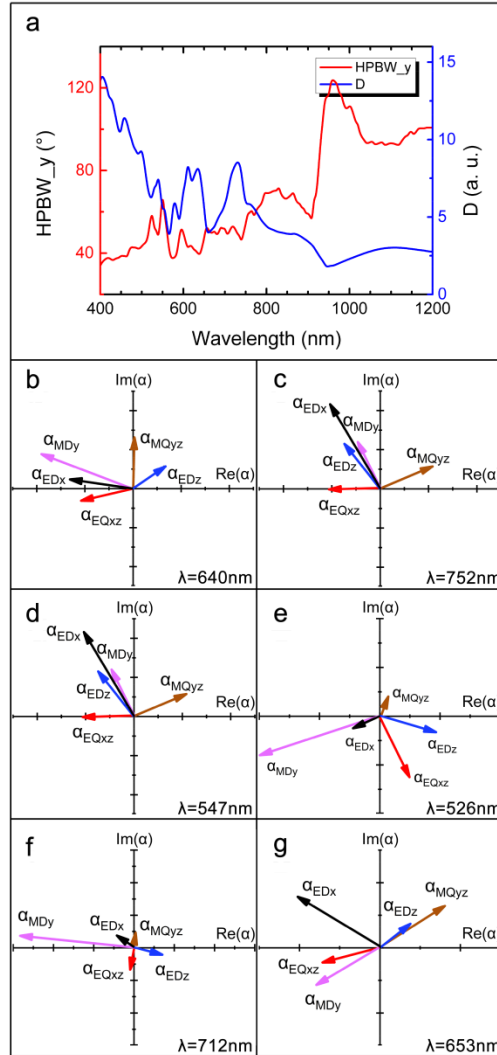 a
HPBW_y
D
120
80
40
HPBW_y (°)
15
10
5
0
D (a. u.)
400
600
800
1000
1200
Wavelength (nm)
b
Im(α)
αMDy
αMQyz
αEDx
αEDz
Re(α)
αEQxz
λ=640nm
c
Im(α)
αEDx
αMDy
αMQyz
αEDz
Re(α)
αEQxz
λ=752nm
d
Im(α)
αEDx
αMDy
αEDz
αMQyz
Re(α)
αEQxz
λ=547nm
e
Im(α)
αMQyz
Re(α)
αEDx
αEDz
αMDy
αEQxz
λ=526nm
f
Im(α)
αMDy
αEDx
αMQyz
Re(α)
αEQxz
αEDz
λ=712nm
g
Im(α)
αEDx
αMQyz
αEDz
Re(α)
αEQxz
αMDy
λ=653nm